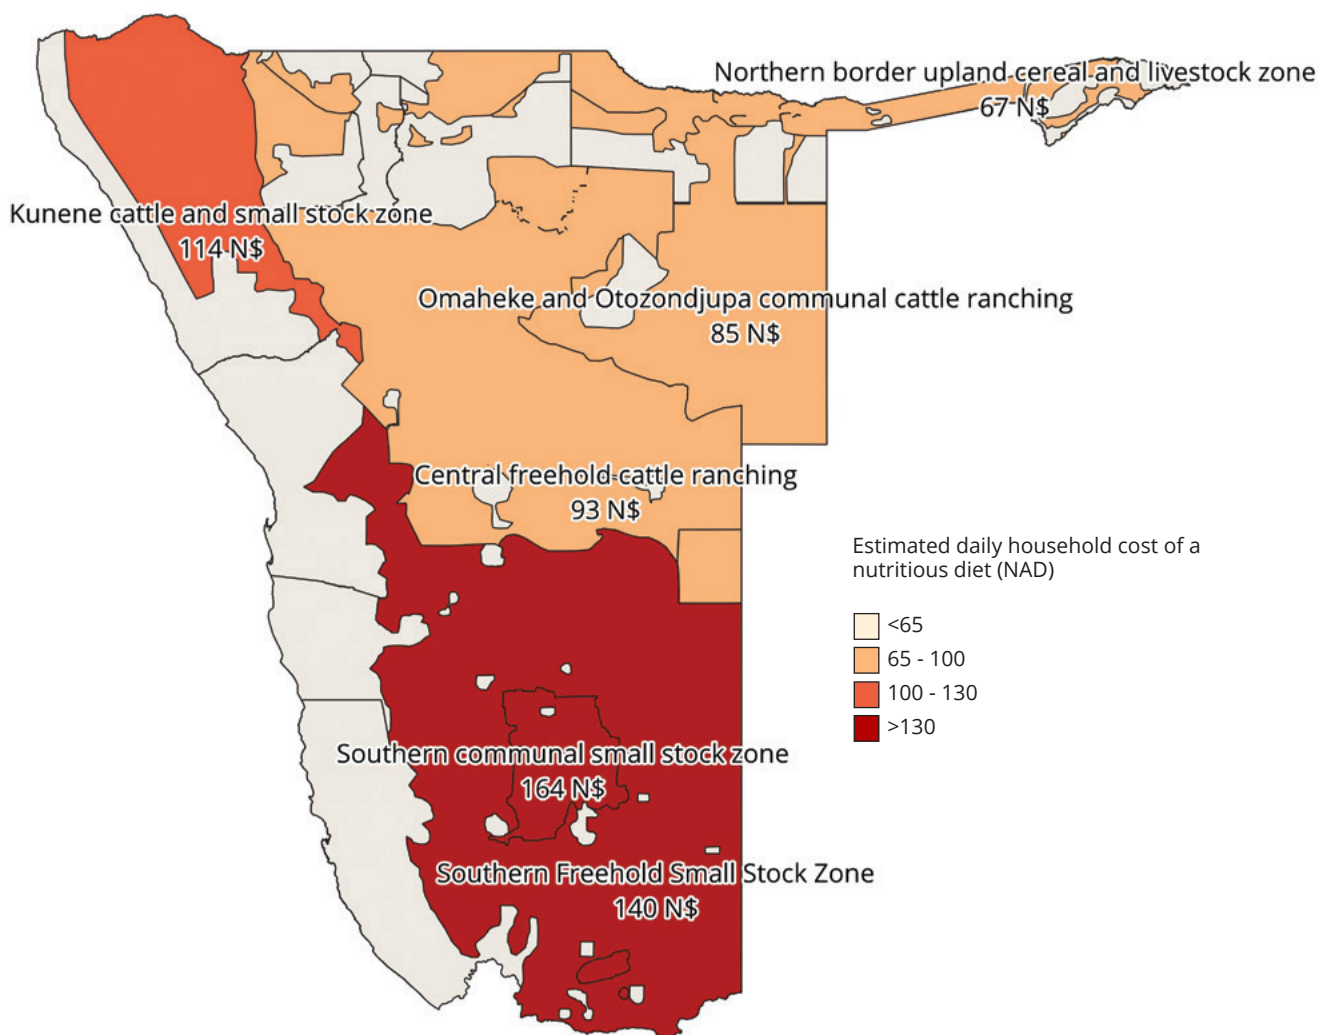 Northern border upland cereal and livestock zone
67 N$
Kunene cattle and small stock zone
114 N$
Omaheke and Otozondjupa communal cattle ranching
85 N$
Central freehold cattle ranching
93 N$
Estimated daily household cost of a
nutritious diet (NAD)
<65
65 - 100
100 - 130
>130
Southern communal small stock zone
164 N$
Southern Freehold Small Stock Zone
140 N$